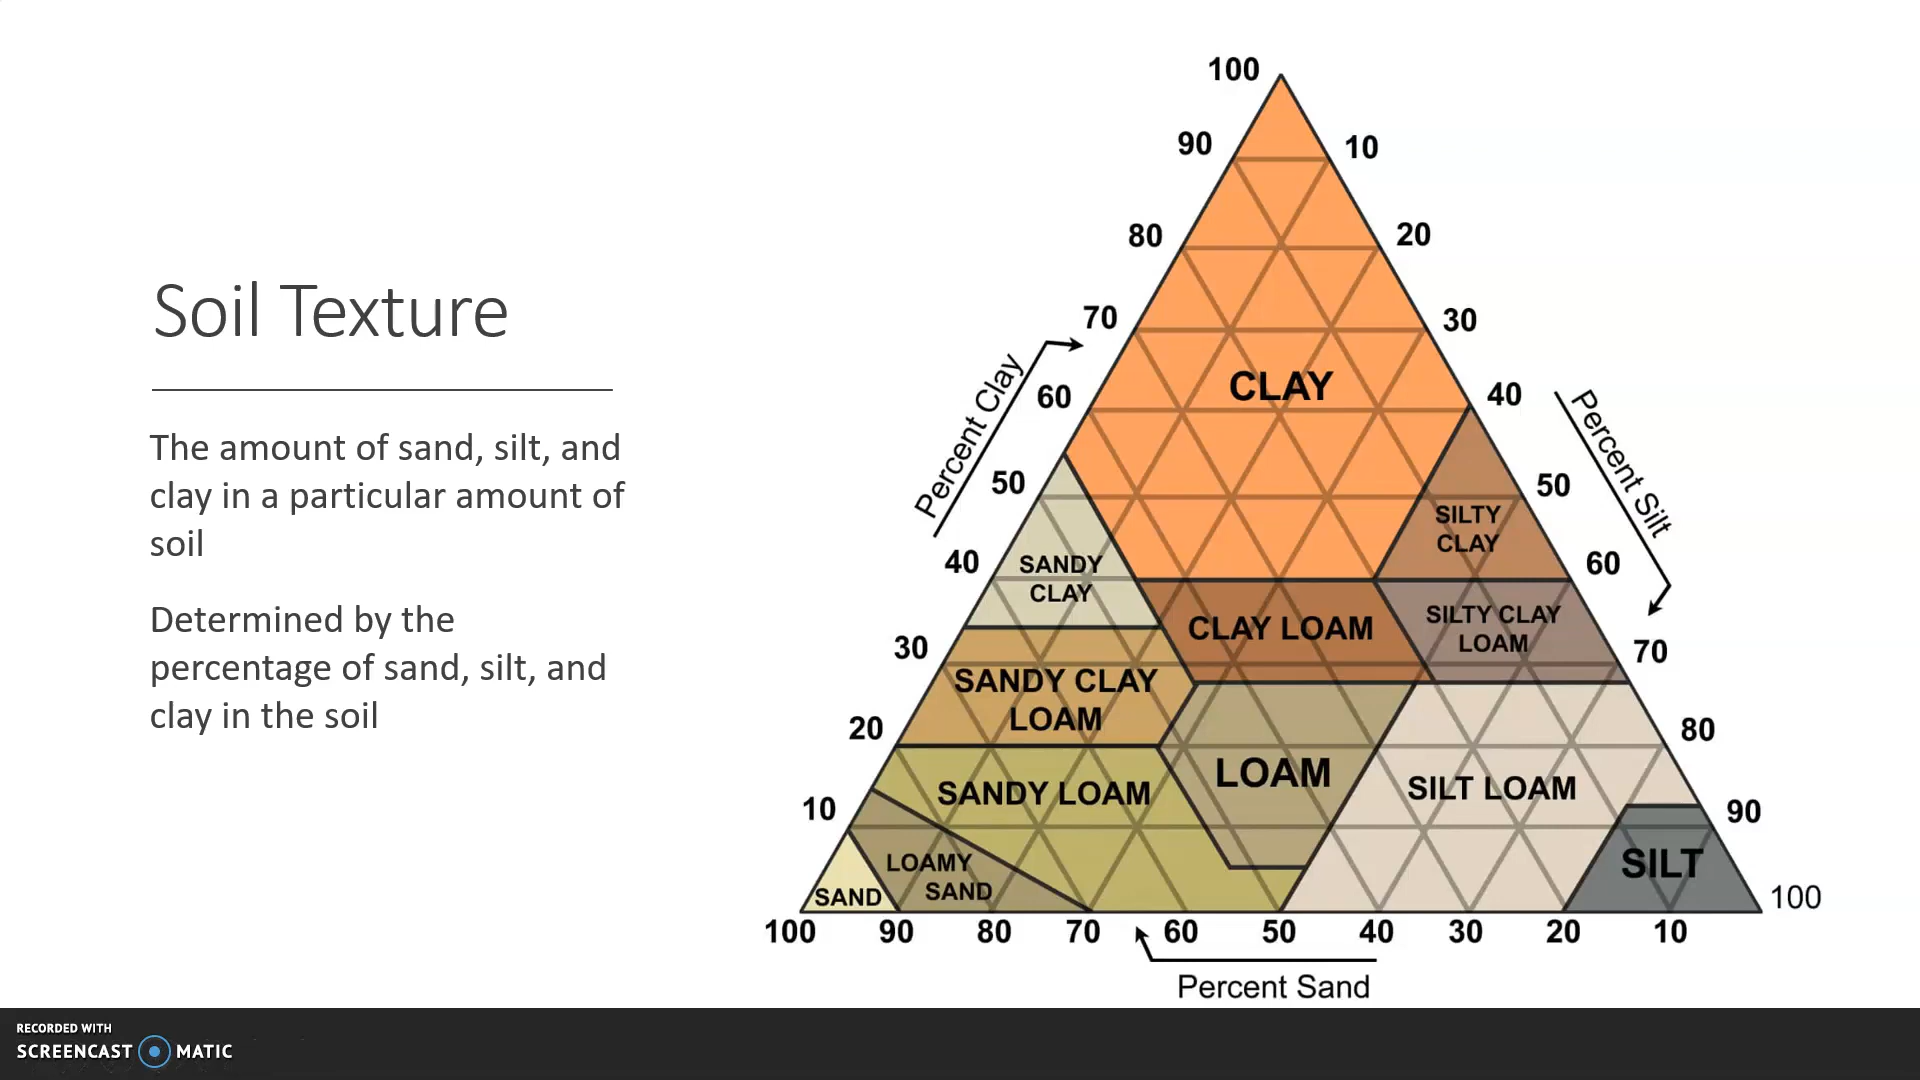 Soil Texture
The amount of sand, silt, and
clay in a particular amount of
soil
Determined by the
percentage of sand, silt, and
clay in the soil
100
90
10
80
20
70
30
Percent Clay
60
CLAY
40
Percent Silt
50
50
SILTY
CLAY
40
SANDY
CLAY
60
30
CLAY LOAM
SILTY CLAY
LOAM
70
SANDY CLAY
LOAM
20
80
LOAM
SANDY LOAM
SILT LOAM
10
90
LOAMY
SAND
SAND
SILT
100
100 90 80 70 60 50 40 30 20 10
Percent Sand
RECORDED WITH
SCREENCAST MATIC